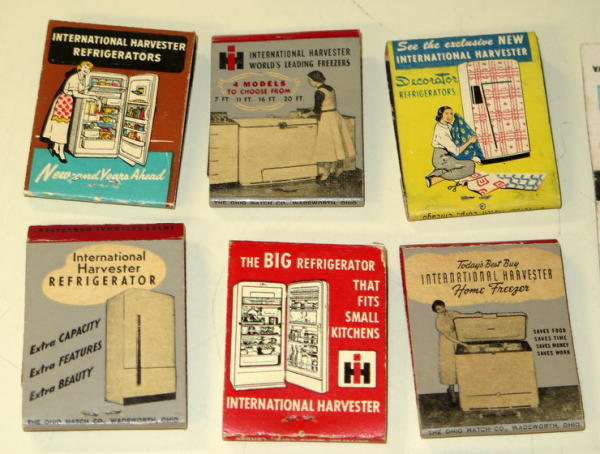 INTERNATIONAL HARVESTER
REFRIGERATORS
New and Years Ahead
IH
INTERNATIONAL HARVESTER
WORLD'S LEADING FREEZERS
4 MODELS
TO CHOOSE FROM
7 FT. 11 FT. 16 FT. 20 FT.
THE OHIO MATCH CO., WADSWORTH, OHIO
See the exclusive NEW
INTERNATIONAL HARVESTER
Decorator
REFRIGERATORS
International
Harvester
REFRIGERATOR
Extra CAPACITY
Extra FEATURES
Extra BEAUTY
THE OHIO MATCH CO., WADSWORTH, OHIO
THE BIG REFRIGERATOR
THAT
FITS
SMALL
KITCHENS
IH
INTERNATIONAL HARVESTER
Today's Best Buy
INTERNATIONAL HARVESTER
Home Freezer
SAVES FOOD
SAVES TIME
SAVES MONEY
SAVES WORK
THE OHIO MATCH CO., WADSWORTH, OHIO